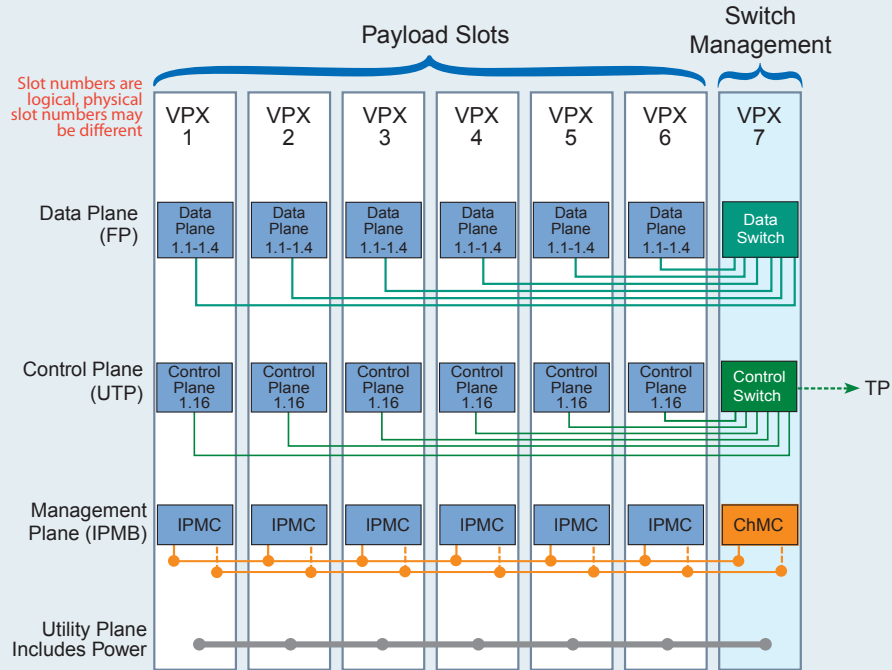 Payload Slots
Switch
Management
Slot numbers are
logical, physical
slot numbers may
be different
VPX
1
VPX
2
VPX
3
VPX
4
VPX
5
VPX
6
VPX
7
Data Plane
(FP)
Data
Plane
1.1-1.4
Data
Plane
1.1-1.4
Data
Plane
1.1-1.4
Data
Plane
1.1-1.4
Data
Plane
1.1-1.4
Data
Plane
1.1-1.4
Data
Switch
Control Plane
(UTP)
Control
Plane
1.16
Control
Plane
1.16
Control
Plane
1.16
Control
Plane
1.16
Control
Plane
1.16
Control
Plane
1.16
Control
Switch
TP
Management
Plane (IPMB)
IPMC
IPMC
IPMC
IPMC
IPMC
IPMC
ChMC
Utility Plane
Includes Power